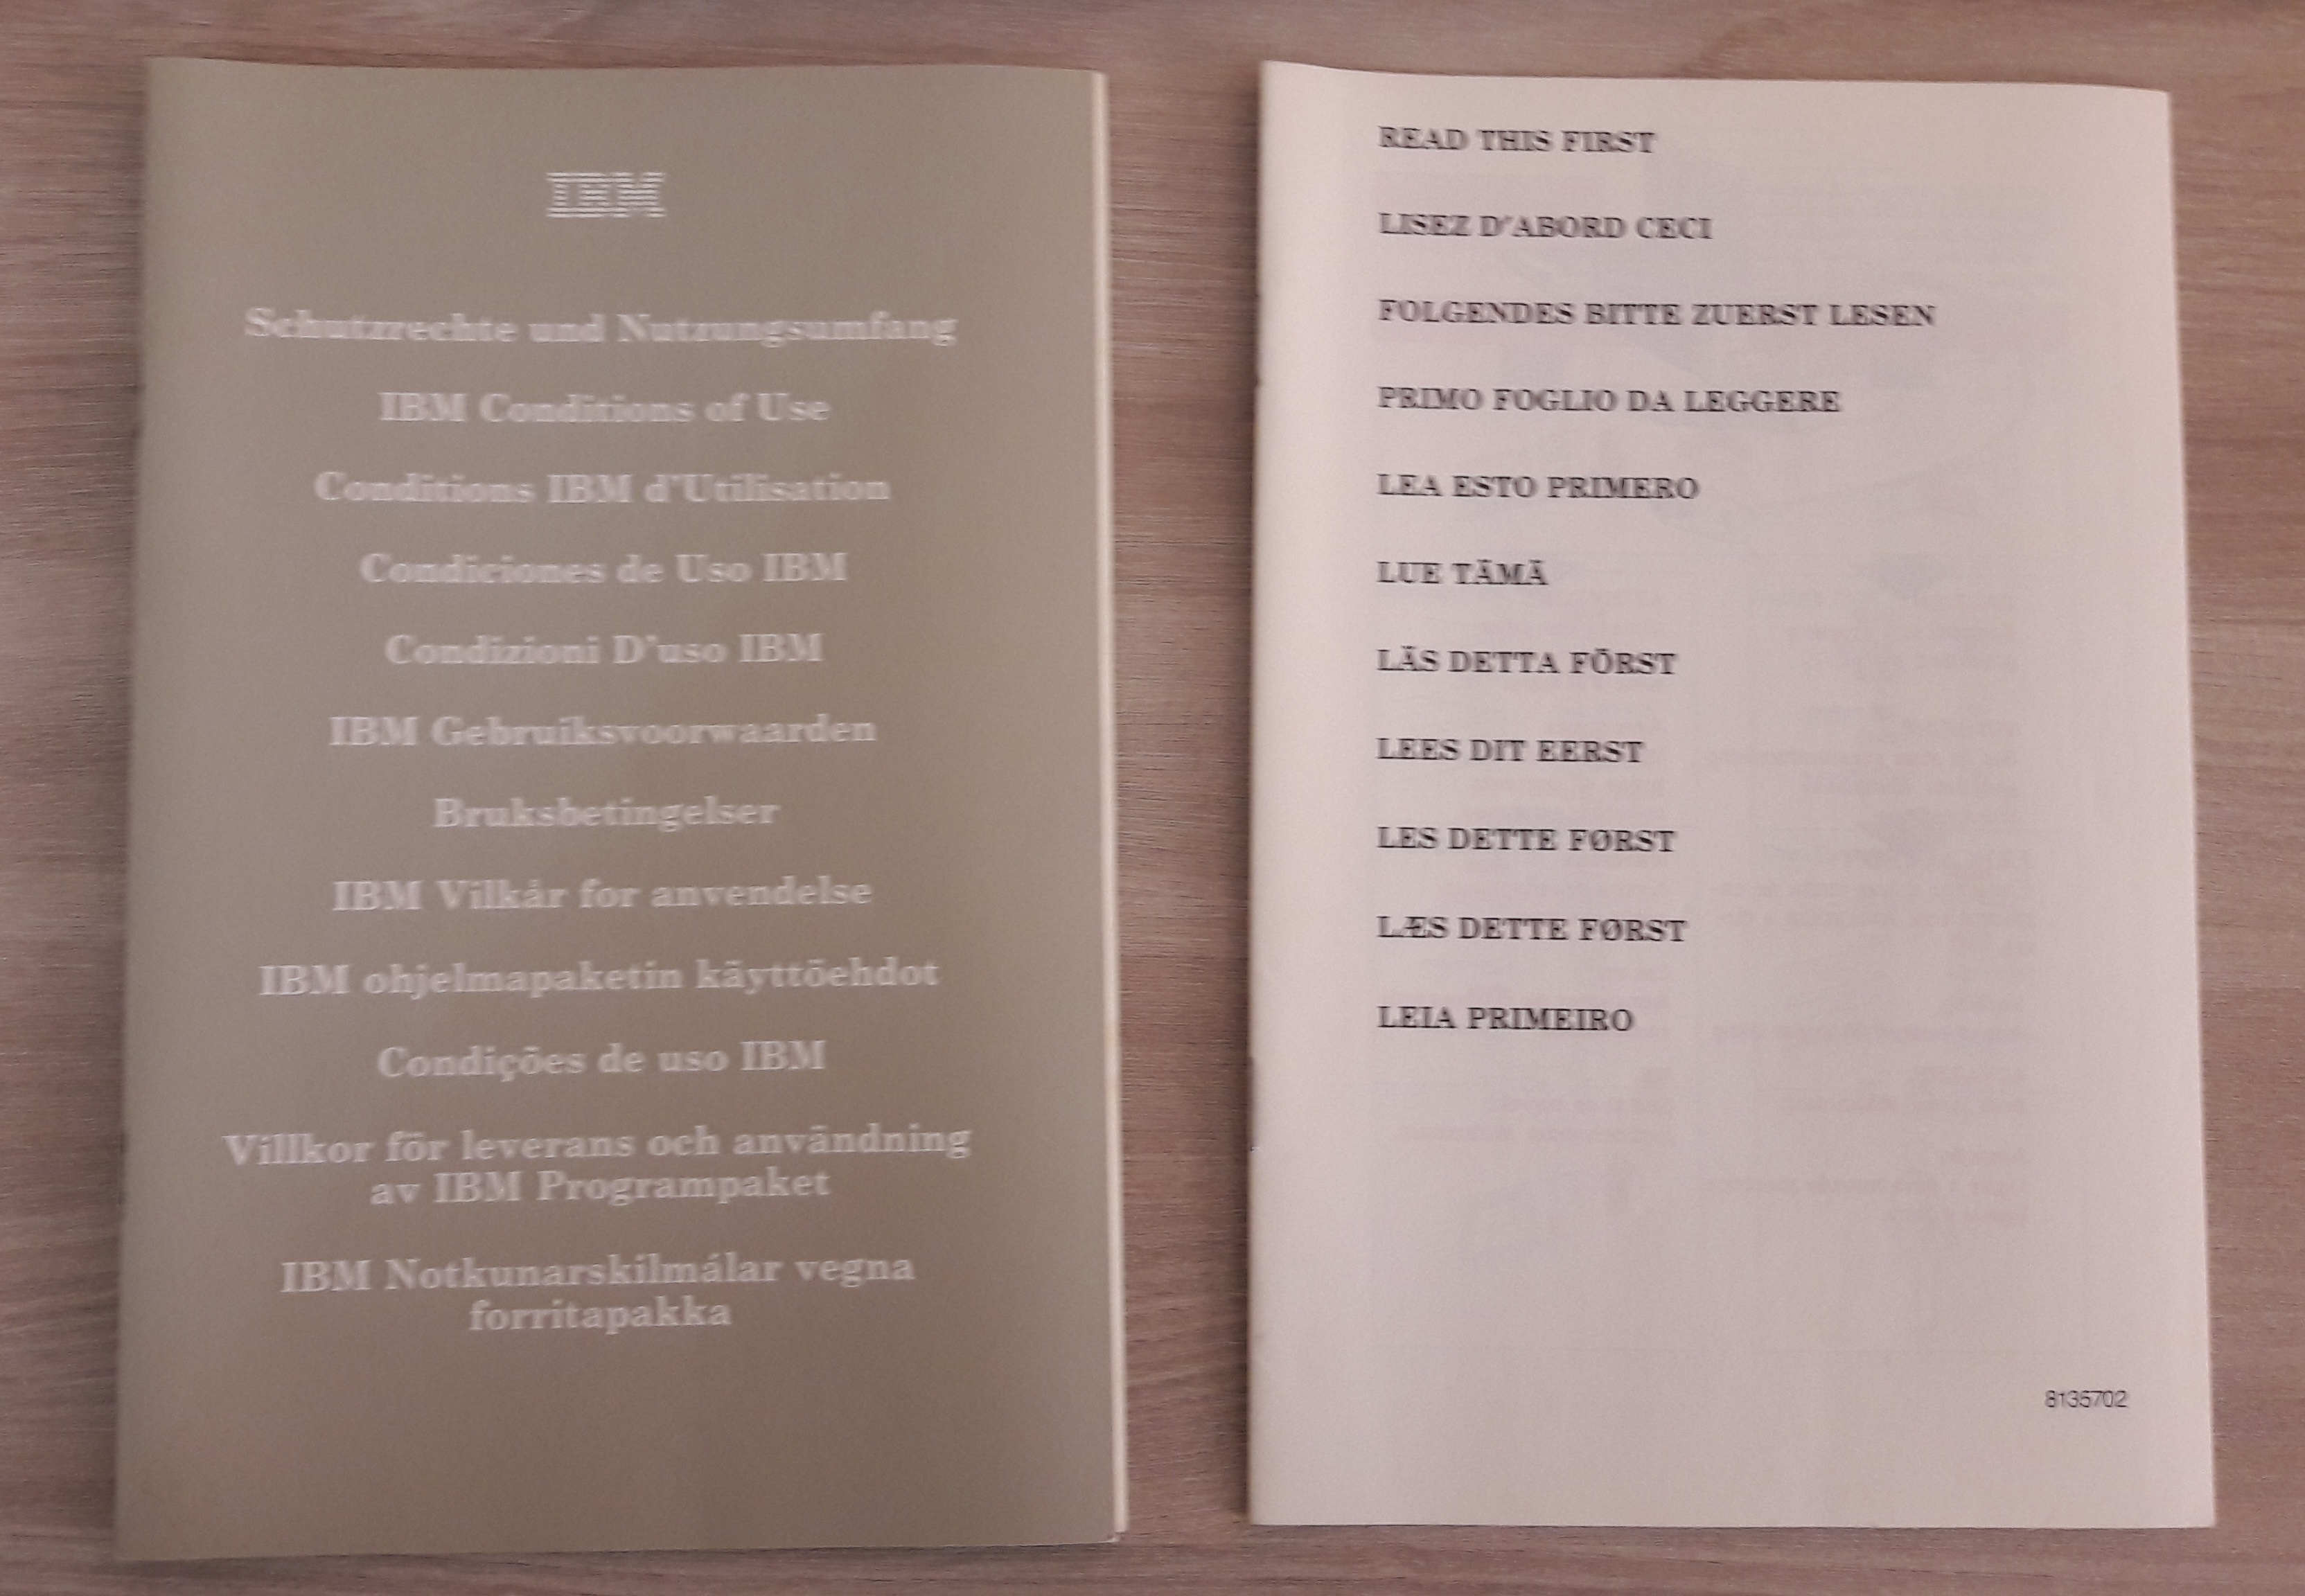 IBM
Schutzrechte und Nutzungsumfang
IBM Conditions of Use
Conditions IBM d'Utilisation
Condiciones de Uso IBM
Condizioni D'uso IBM
IBM Gebruiksvoorwaarden
Bruksbetingelser
IBM Vilkår for anvendelse
IBM ohjelmapaketin käyttöehdot
Condições de uso IBM
Villkor för leverans och användning
av IBM Programpaket
IBM Notkunarskilmálar vegna
forritapakka
READ THIS FIRST
LISEZ D'ABORD CECI
FOLGENDES BITTE ZUERST LESEN
PRIMO FOGLIO DA LEGGERE
LEA ESTO PRIMERO
LUE TÄMÄ
LÄS DETTA FÖRST
LEES DIT EERST
LES DETTE FØRST
LÆS DETTE FØRST
LEIA PRIMEIRO
8135702